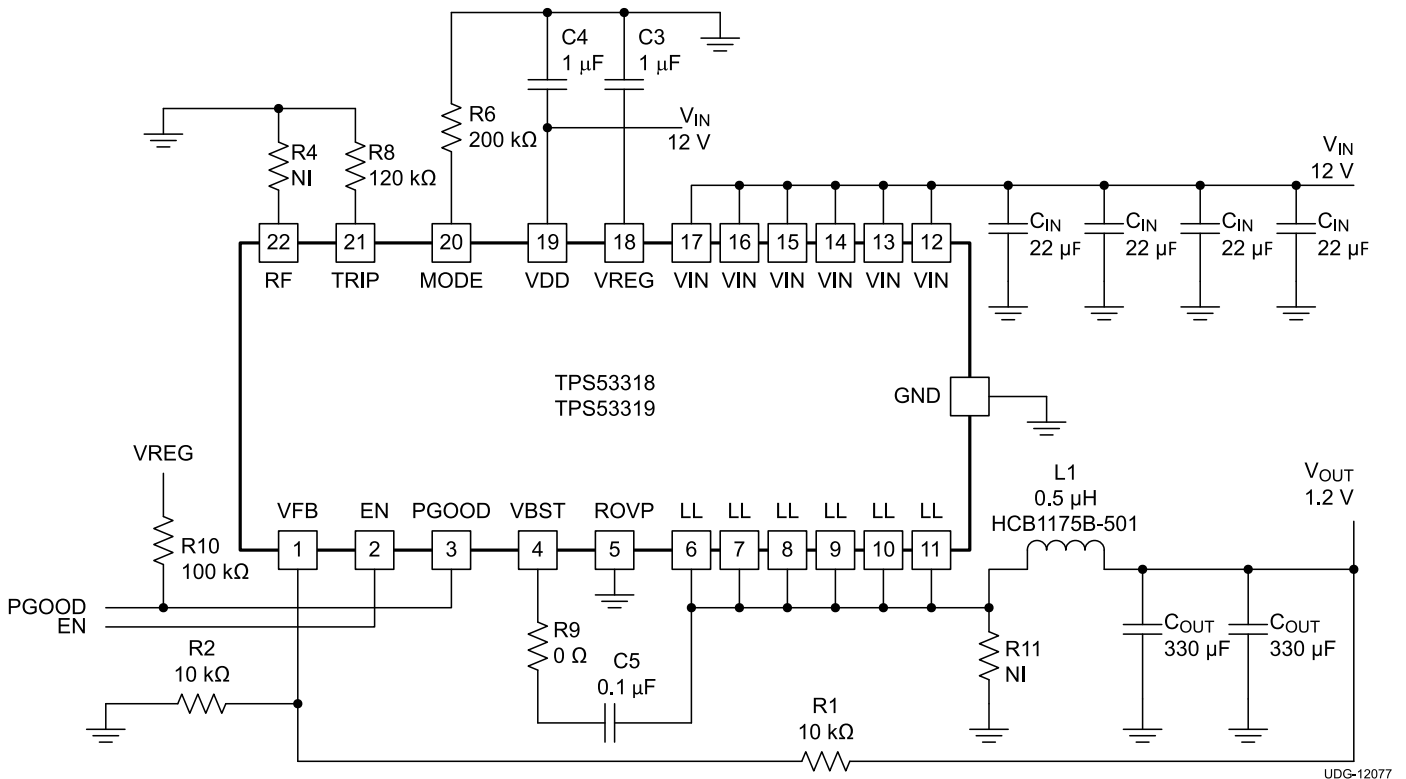 C4
1 μF
C3
1 μF
R6
200 kΩ
VIN
12 V
R4
NI
R8
120 kΩ
VIN
12 V
CIN
22 μF
CIN
22 μF
CIN
22 μF
CIN
22 μF
22
21
20
19
18
17
16
15
14
13
12
RF
TRIP
MODE
VDD
VREG
VIN
VIN
VIN
VIN
VIN
VIN
TPS53318
TPS53319
GND
VREG
R10
100 kΩ
VFB
EN
PGOOD
VBST
ROVP
LL
LL
LL
LL
LL
LL
1
2
3
4
5
6
7
8
9
10
11
L1
0.5 μH
HCB1175B-501
VOUT
1.2 V
PGOOD
EN
R9
0 Ω
R11
NI
COUT
330 μF
COUT
330 μF
R2
10 kΩ
C5
0.1 μF
R1
10 kΩ
UDG-12077